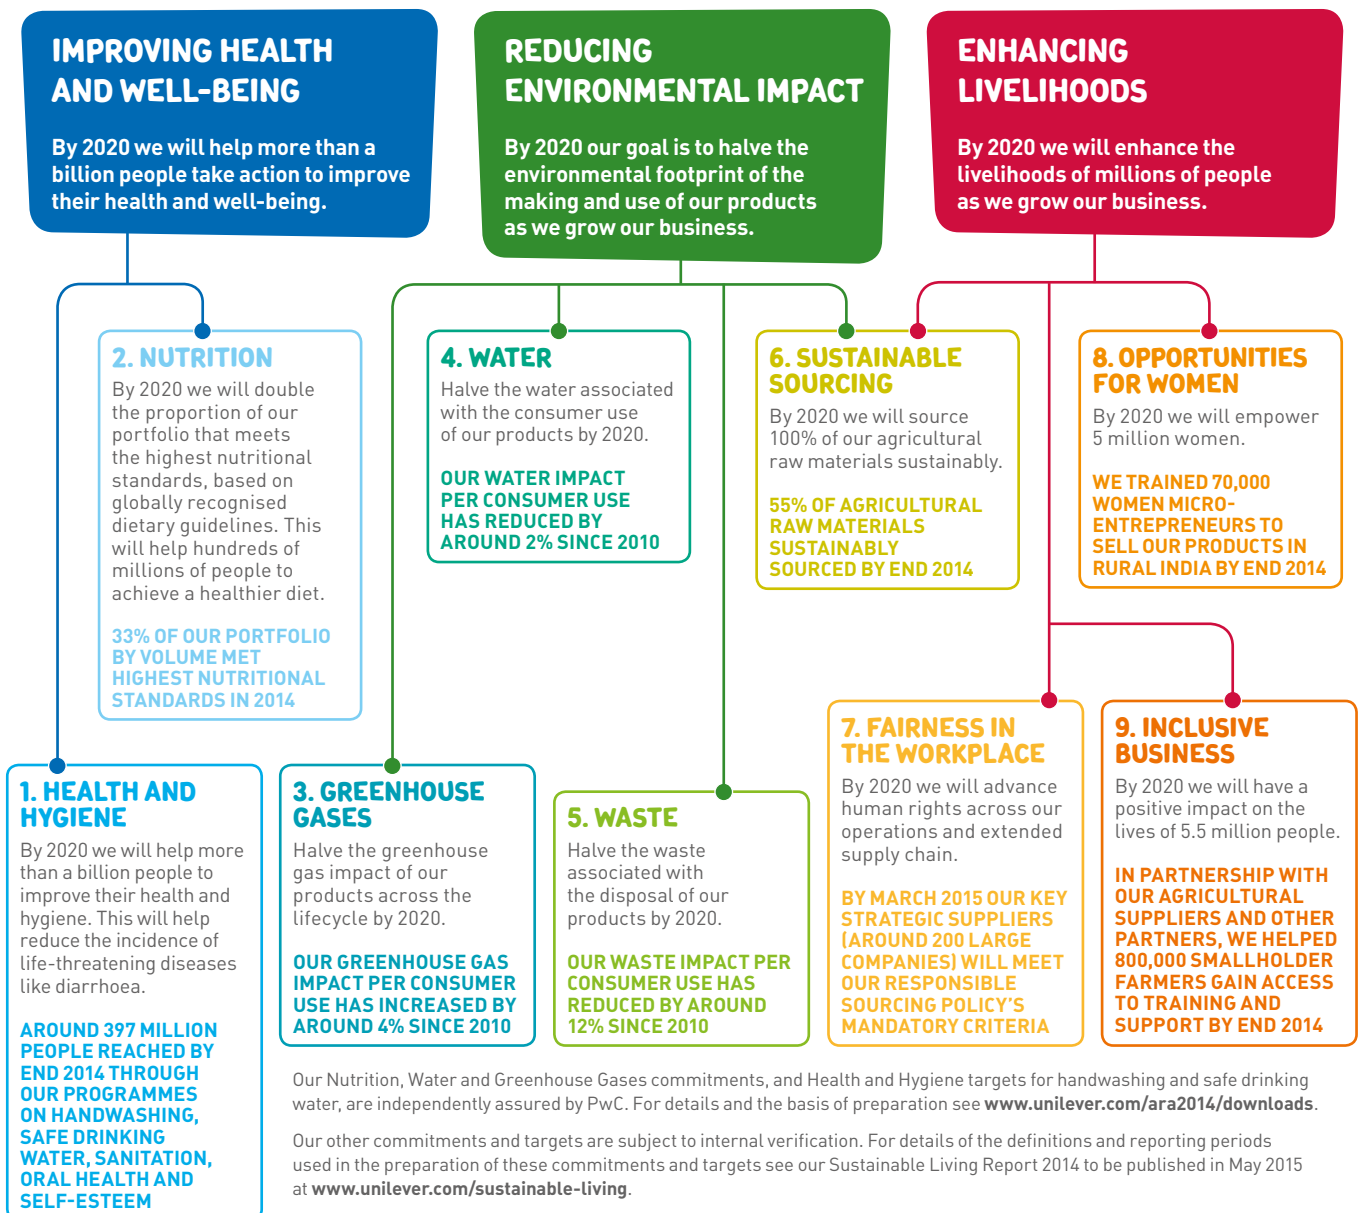 IMPROVING HEALTH
AND WELL-BEING
By 2020 we will help more than a
billion people take action to improve
their health and well-being.
REDUCING
ENVIRONMENTAL IMPACT
By 2020 our goal is to halve the
environmental footprint of the
making and use of our products
as we grow our business.
ENHANCING
LIVELIHOODS
By 2020 we will enhance the
livelihoods of millions of people
as we grow our business.
2. NUTRITION
By 2020 we will double
the proportion of our
portfolio that meets
the highest nutritional
standards, based on
globally recognised
dietary guidelines. This
will help hundreds of
millions of people to
achieve a healthier diet.
33% OF OUR PORTFOLIO
BY VOLUME MET
HIGHEST NUTRITIONAL
STANDARDS IN 2014
4. WATER
Halve the water associated
with the consumer use
of our products by 2020.
OUR WATER IMPACT
PER CONSUMER USE
HAS REDUCED BY
AROUND 2% SINCE 2010
6. SUSTAINABLE
SOURCING
By 2020 we will source
100% of our agricultural
raw materials sustainably.
55% OF AGRICULTURAL
RAW MATERIALS
SUSTAINABLY
SOURCED BY END 2014
8. OPPORTUNITIES
FOR WOMEN
By 2020 we will empower
5 million women.
WE TRAINED 70,000
WOMEN MICRO-
ENTREPRENEURS TO
SELL OUR PRODUCTS IN
RURAL INDIA BY END 2014
1. HEALTH AND
HYGIENE
By 2020 we will help more
than a billion people to
improve their health and
hygiene. This will help
reduce the incidence of
life-threatening diseases
like diarrhoea.
AROUND 397 MILLION
PEOPLE REACHED BY
END 2014 THROUGH
OUR PROGRAMMES
ON HANDWASHING,
SAFE DRINKING
WATER, SANITATION,
ORAL HEALTH AND
SELF-ESTEEM
3. GREENHOUSE
GASES
Halve the greenhouse
gas impact of our
products across the
lifecycle by 2020.
OUR GREENHOUSE GAS
IMPACT PER CONSUMER
USE HAS INCREASED BY
AROUND 4% SINCE 2010
5. WASTE
Halve the waste
associated with
the disposal of our
products by 2020.
OUR WASTE IMPACT PER
CONSUMER USE HAS
REDUCED BY AROUND
12% SINCE 2010
7. FAIRNESS IN
THE WORKPLACE
By 2020 we will advance
human rights across our
operations and extended
supply chain.
BY MARCH 2015 OUR KEY
STRATEGIC SUPPLIERS
(AROUND 200 LARGE
COMPANIES) WILL MEET
OUR RESPONSIBLE
SOURCING POLICY'S
MANDATORY CRITERIA
9. INCLUSIVE
BUSINESS
By 2020 we will have a
positive impact on the
lives of 5.5 million people.
IN PARTNERSHIP WITH
OUR AGRICULTURAL
SUPPLIERS AND OTHER
PARTNERS, WE HELPED
800,000 SMALLHOLDER
FARMERS GAIN ACCESS
TO TRAINING AND
SUPPORT BY END 2014
Our Nutrition, Water and Greenhouse Gases commitments, and Health and Hygiene targets for handwashing and safe drinking
water, are independently assured by PwC. For details and the basis of preparation see www.unilever.com/ara2014/downloads.
Our other commitments and targets are subject to internal verification. For details of the definitions and reporting periods
used in the preparation of these commitments and targets see our Sustainable Living Report 2014 to be published in May 2015
at www.unilever.com/sustainable-living.